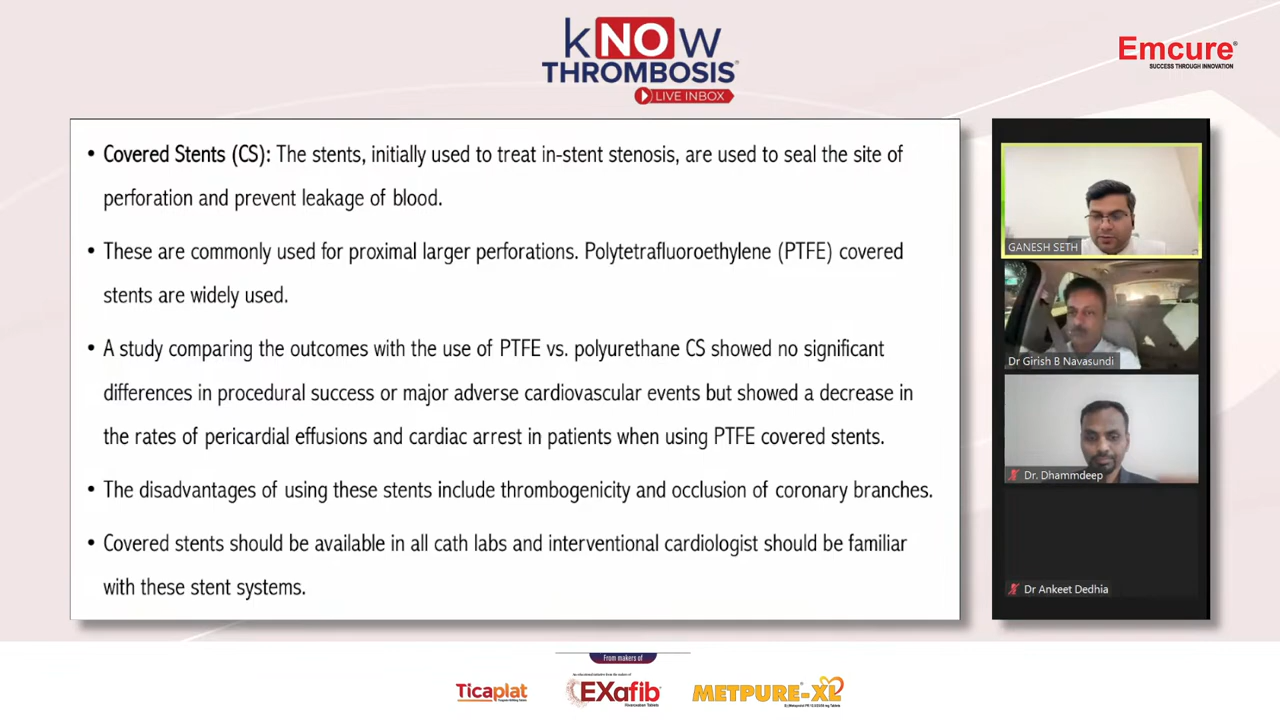 kNOw
THROMBOSIS
LIVE INBOX
Emcure®
SUCCESS THROUGH INNOVATION
• Covered Stents (CS): The stents, initially used to treat in-stent stenosis, are used to seal the site of
perforation and prevent leakage of blood.
• These are commonly used for proximal larger perforations. Polytetrafluoroethylene (PTFE) covered
stents are widely used.
• A study comparing the outcomes with the use of PTFE vs. polyurethane CS showed no significant
differences in procedural success or major adverse cardiovascular events but showed a decrease in
the rates of pericardial effusions and cardiac arrest in patients when using PTFE covered stents.
• The disadvantages of using these stents include thrombogenicity and occlusion of coronary branches.
• Covered stents should be available in all cath labs and interventional cardiologist should be familiar
with these stent systems.
GANESH SETH
Dr Girish B Navasundi
Dr. Dhammdeep
Dr Ankeet Dedhia
From makers of
Ticaplat
EXafib
METPURE-XL